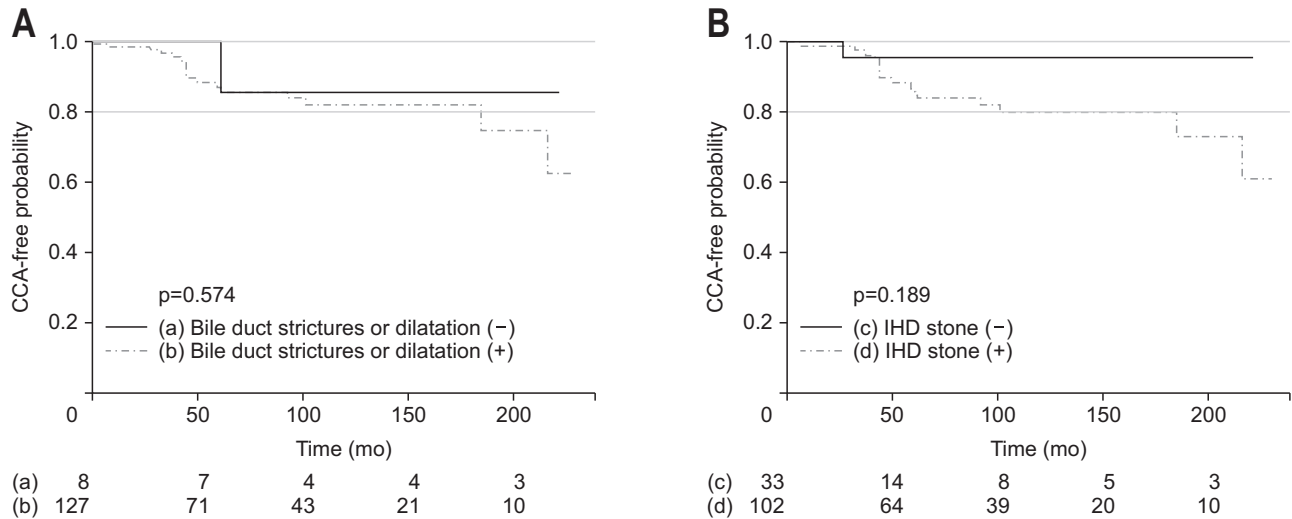 A
CCA-free probability
1.0
0.8
0.6
0.4
0.2
p=0.574
(a) Bile duct strictures or dilatation (−)
(b) Bile duct strictures or dilatation (+)
0 50 100 150 200
Time (mo)
(a) 8 7 4 4 3
(b) 127 71 43 21 10
B
CCA-free probability
1.0
0.8
0.6
0.4
0.2
p=0.189
(c) IHD stone (−)
(d) IHD stone (+)
0 50 100 150 200
Time (mo)
(c) 33 14 8 5 3
(d) 102 64 39 20 10